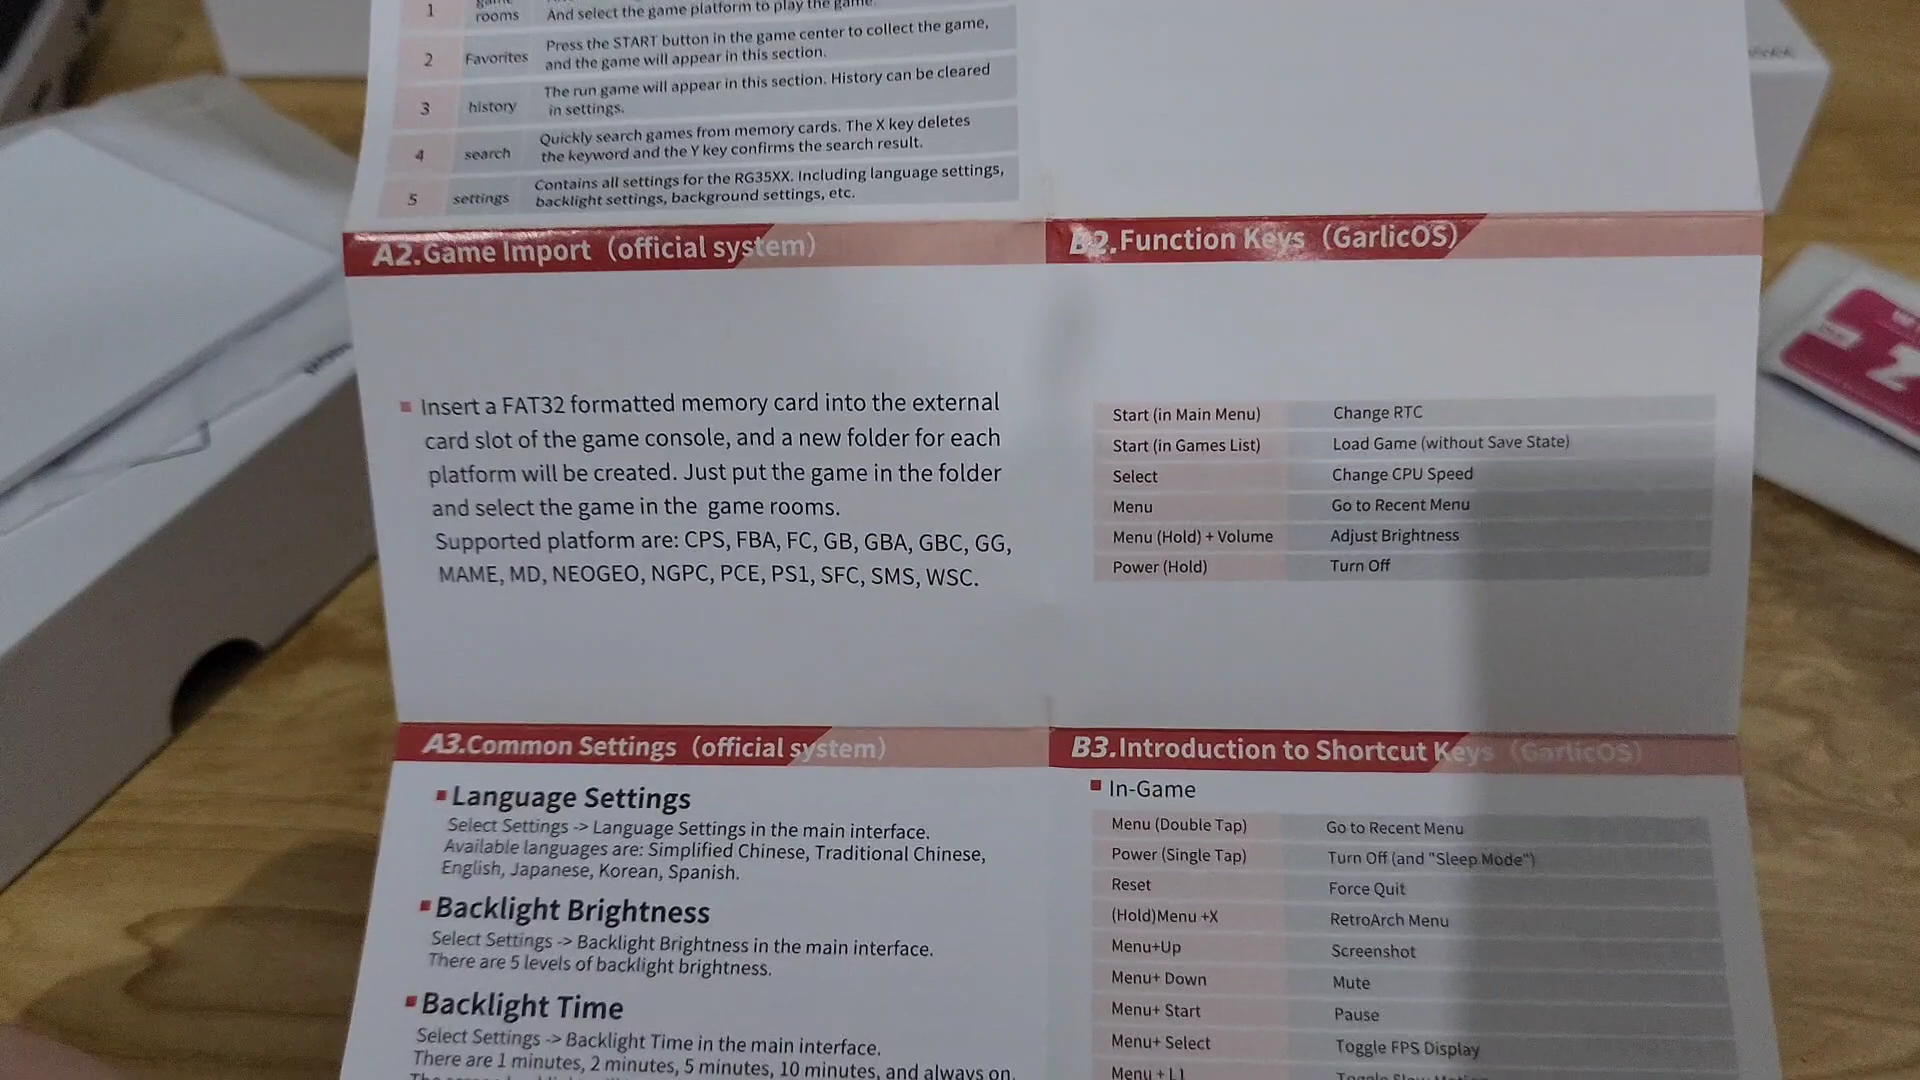 1 game rooms And select the game platform to play the game.
2 Favorites Press the START button in the game center to collect the game,
and the game will appear in this section.
3 history The run game will appear in this section. History can be cleared
in settings.
4 search Quickly search games from memory cards. The X key deletes
the keyword and the Y key confirms the search result.
5 settings Contains all settings for the RG35XX. Including language settings,
backlight settings, background settings, etc.
A2.Game Import（official system）
Insert a FAT32 formatted memory card into the external
card slot of the game console, and a new folder for each
platform will be created. Just put the game in the folder
and select the game in the game rooms.
Supported platform are: CPS, FBA, FC, GB, GBA, GBC, GG,
MAME, MD, NEOGEO, NGPC, PCE, PS1, SFC, SMS, WSC.
B2.Function Keys（GarlicOS）
Start (in Main Menu) Change RTC
Start (in Games List) Load Game (without Save State)
Select Change CPU Speed
Menu Go to Recent Menu
Menu (Hold) + Volume Adjust Brightness
Power (Hold) Turn Off
A3.Common Settings（official system）
Language Settings
Select Settings -> Language Settings in the main interface.
Available languages are: Simplified Chinese, Traditional Chinese,
English, Japanese, Korean, Spanish.
Backlight Brightness
Select Settings -> Backlight Brightness in the main interface.
There are 5 levels of backlight brightness.
Backlight Time
Select Settings -> Backlight Time in the main interface.
There are 1 minutes, 2 minutes, 5 minutes, 10 minutes, and always on.
B3.Introduction to Shortcut Keys（GarlicOS）
In-Game
Menu (Double Tap) Go to Recent Menu
Power (Single Tap) Turn Off (and "Sleep Mode")
Reset Force Quit
(Hold)Menu +X RetroArch Menu
Menu+Up Screenshot
Menu+ Down Mute
Menu+ Start Pause
Menu+ Select Toggle FPS Display
Menu + L1